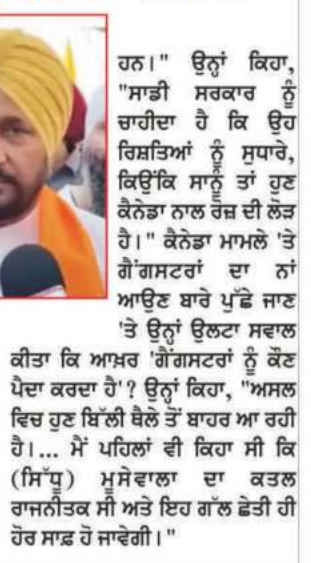 ਹਨ।" ਉਨ੍ਹਾਂ ਕਿਹਾ,
"ਸਾਡੀ ਸਰਕਾਰ ਨੂੰ
ਚਾਹੀਦਾ ਹੈ ਕਿ ਉਹ
ਰਿਸ਼ਤਿਆਂ ਨੂੰ ਸੁਧਾਰੇ,
ਕਿਉਂਕਿ ਸਾਨੂੰ ਤਾਂ ਹੁਣ
ਕੈਨੇਡਾ ਨਾਲ ਰੋਜ਼ ਦੀ ਲੋੜ
ਹੈ।" ਕੈਨੇਡਾ ਮਾਮਲੇ 'ਤੇ
ਗੈਂਗਸਟਰਾਂ ਦਾ ਨਾਂ
ਆਉਣ ਬਾਰੇ ਪੁੱਛੇ ਜਾਣ
'ਤੇ ਉਨ੍ਹਾਂ ਉਲਟਾ ਸਵਾਲ
ਕੀਤਾ ਕਿ ਆਖ਼ਰ 'ਗੈਂਗਸਟਰਾਂ ਨੂੰ ਕੌਣ
ਪੈਦਾ ਕਰਦਾ ਹੈ'? ਉਨ੍ਹਾਂ ਕਿਹਾ, "ਅਸਲ
ਵਿਚ ਹੁਣ ਬਿੱਲੀ ਥੈਲੇ ਤੋਂ ਬਾਹਰ ਆ ਰਹੀ
ਹੈ।... ਮੈਂ ਪਹਿਲਾਂ ਵੀ ਕਿਹਾ ਸੀ ਕਿ
(ਸਿੱਧੂ) ਮੂਸੇਵਾਲਾ ਦਾ ਕਤਲ
ਰਾਜਨੀਤਕ ਸੀ ਅਤੇ ਇਹ ਗੱਲ ਛੇਤੀ ਹੀ
ਹੋਰ ਸਾਫ਼ ਹੋ ਜਾਵੇਗੀ।"